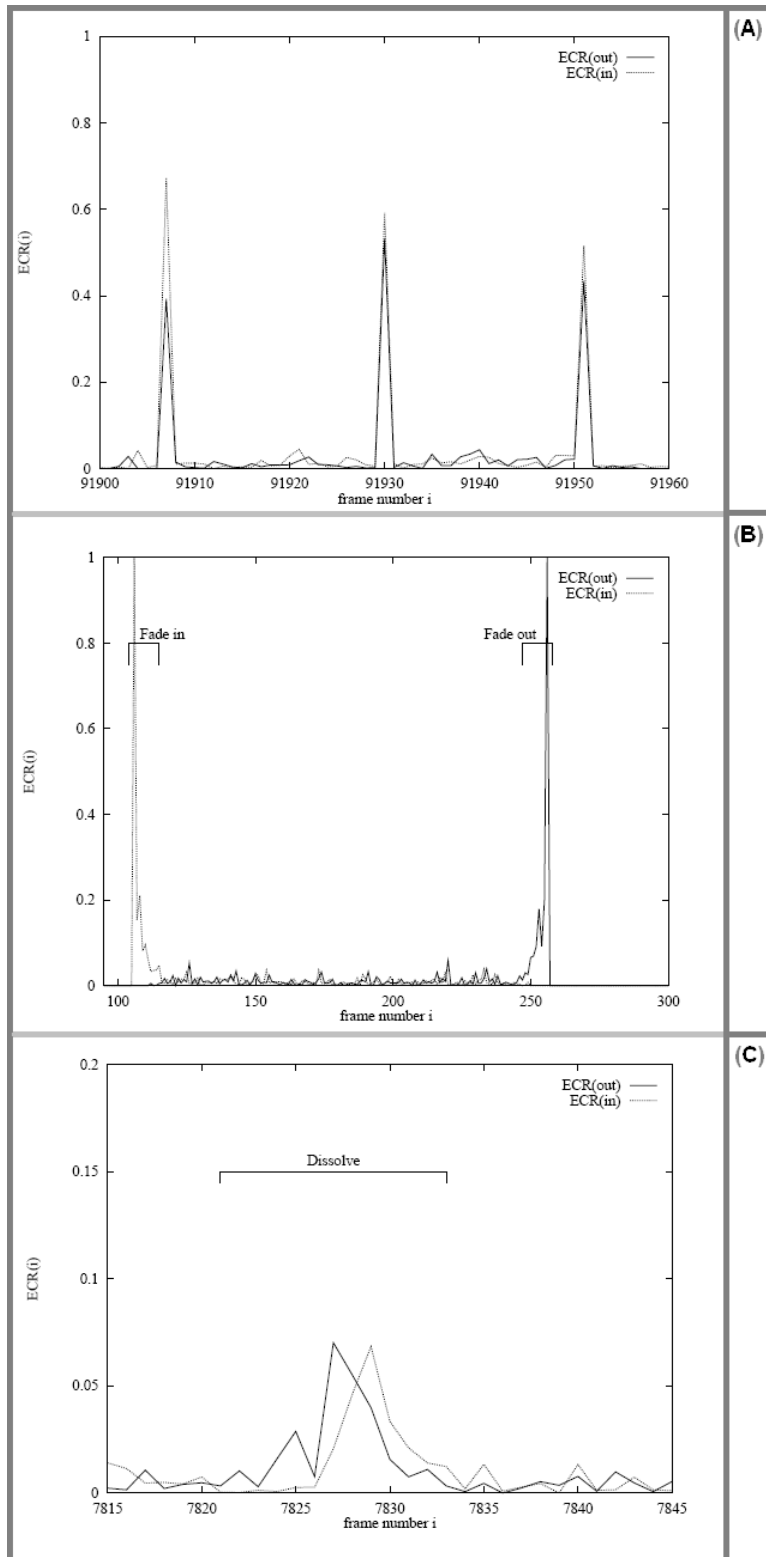 (A)
1
ECR(out)
ECR(in)
0.8
0.6
ECR(i)
0.4
0.2
0
91900 91910 91920 91930 91940 91950 91960
frame number i
(B)
1
ECR(out)
ECR(in)
0.8
Fade in
Fade out
0.6
ECR(i)
0.4
0.2
0
100 150 200 250 300
frame number i
(C)
0.2
ECR(out)
ECR(in)
0.15
Dissolve
0.1
ECR(i)
0.05
0
7815 7820 7825 7830 7835 7840 7845
frame number i